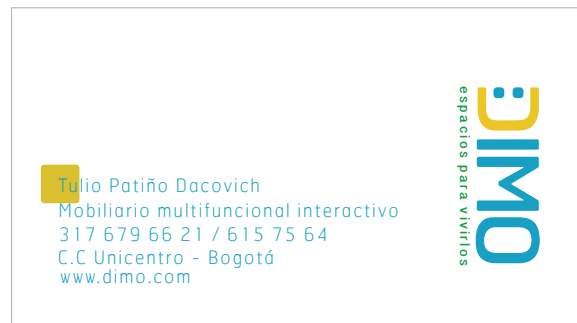 Tulio Patiño Dacovich
Mobiliario multifuncional interactivo
317 679 66 21 / 615 75 64
C.C Unicentro - Bogotá
www.dimo.com
DIMO
espacios para vivirlos